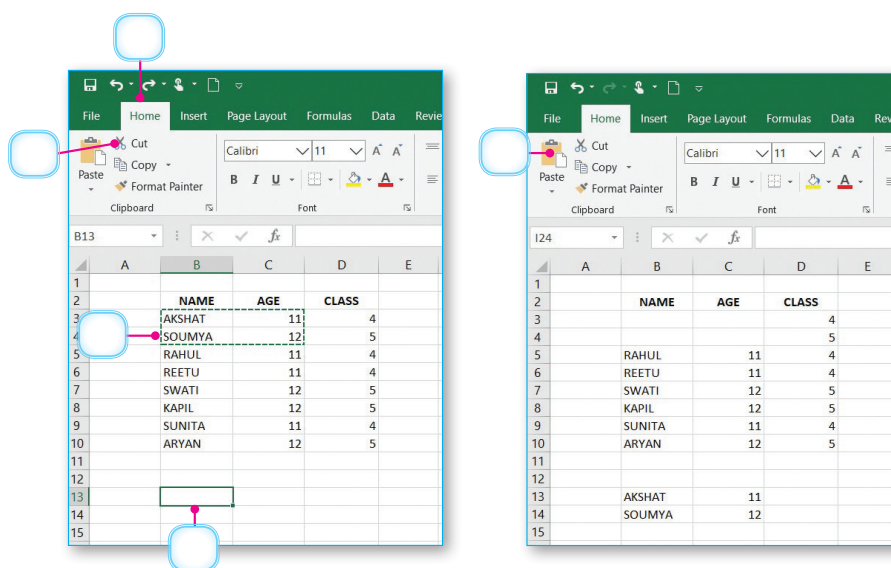 File Home Insert Page Layout Formulas Data Revie
Cut
Calibri 11 A A
Copy
Paste
Format Painter
B I U A
Clipboard Font
B13 fx
A B C D E
1
2 NAME AGE CLASS
3 AKSHAT 11 4
4 SOUMYA 12 5
5 RAHUL 11 4
6 REETU 11 4
7 SWATI 12 5
8 KAPIL 12 5
9 SUNITA 11 4
10 ARYAN 12 5
11
12
13
14
15
File Home Insert Page Layout Formulas Data Rev
Cut
Calibri 11 A A
Copy
Paste
Format Painter
B I U A
Clipboard Font
I24 fx
A B C D E
1
2 NAME AGE CLASS
3 4
4 5
5 RAHUL 11 4
6 REETU 11 4
7 SWATI 12 5
8 KAPIL 12 5
9 SUNITA 11 4
10 ARYAN 12 5
11
12
13 AKSHAT 11
14 SOUMYA 12
15